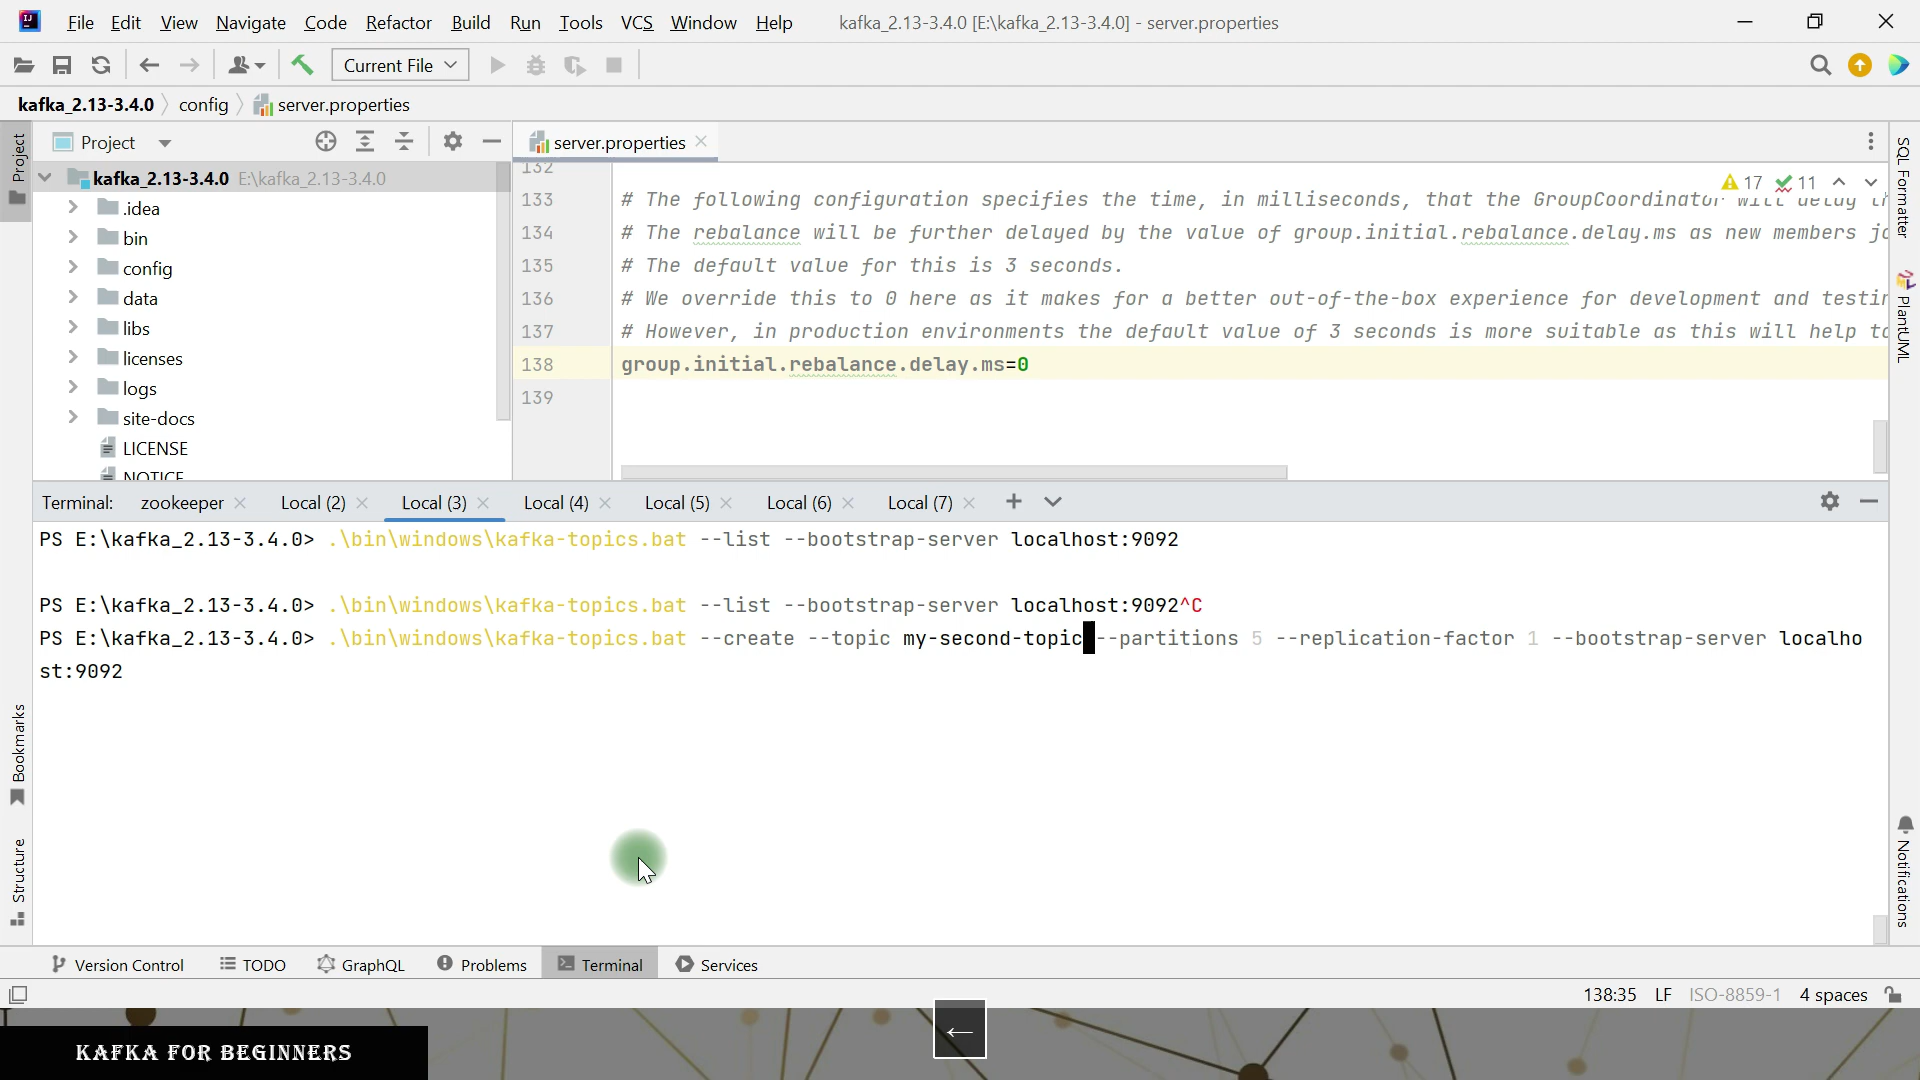 File Edit View Navigate Code Refactor Build Run Tools VCS Window Help kafka_2.13-3.4.0 [E:\kafka_2.13-3.4.0] - server.properties
Current File
kafka_2.13-3.4.0 config server.properties
Project
Project
server.properties
kafka_2.13-3.4.0 E:\kafka_2.13-3.4.0
.idea
bin
config
data
libs
licenses
logs
site-docs
LICENSE
NOTICE
17 11
132
133 # The following configuration specifies the time, in milliseconds, that the GroupCoordinator will delay
134 # The rebalance will be further delayed by the value of group.initial.rebalance.delay.ms as new members
135 # The default value for this is 3 seconds.
136 # We override this to 0 here as it makes for a better out-of-the-box experience for development and
137 # However, in production environments the default value of 3 seconds is more suitable as this will help
138 group.initial.rebalance.delay.ms=0
139
SQL Formatter
PlantUML
Notifications
Bookmarks
Structure
Terminal: zookeeper Local (2) Local (3) Local (4) Local (5) Local (6) Local (7)
PS E:\kafka_2.13-3.4.0> .\bin\windows\kafka-topics.bat --list --bootstrap-server localhost:9092
PS E:\kafka_2.13-3.4.0> .\bin\windows\kafka-topics.bat --list --bootstrap-server localhost:9092^C
PS E:\kafka_2.13-3.4.0> .\bin\windows\kafka-topics.bat --create --topic my-second-topic --partitions 5 --replication-factor 1 --bootstrap-server localho
st:9092
Version Control TODO GraphQL Problems Terminal Services
138:35 LF ISO-8859-1 4 spaces
←
KAFKA FOR BEGINNERS